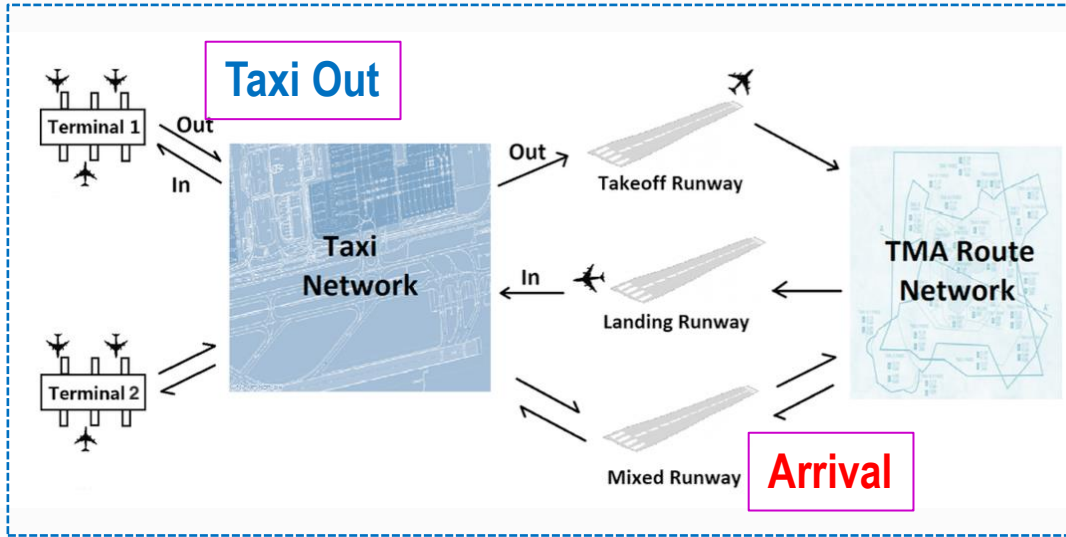 Taxi Out
Terminal 1
Out
In
Out
Takeoff Runway
Taxi
Network
In
Landing Runway
TMA Route
Network
Terminal 2
Mixed Runway
Arrival